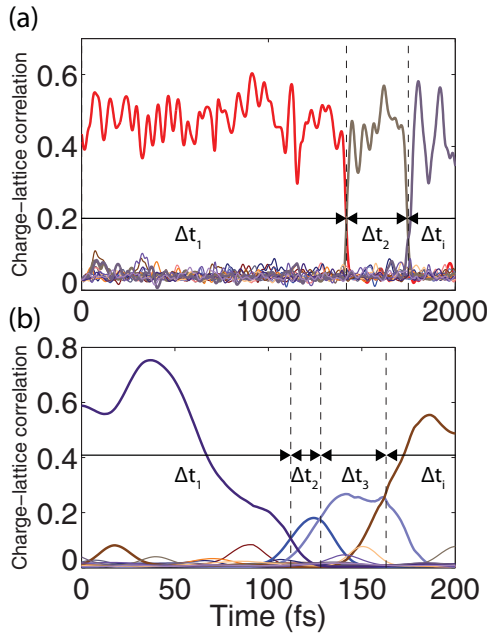 (a)
Charge-lattice correlation
0.6
0.4
0.2
0
Δt1
Δt2
Δti
0
1000
2000
(b)
Charge-lattice correlation
0.8
0.6
0.4
0.2
0
Δt1
Δt2
Δt3
Δti
0
50
100
150
200
Time (fs)